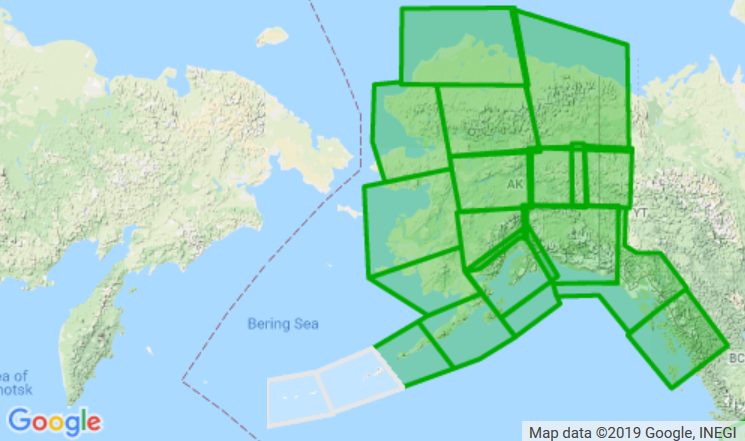 AK
YT
Bering Sea
ea of
hotsk
BC
Google
Map data ©2019 Google, INEGI